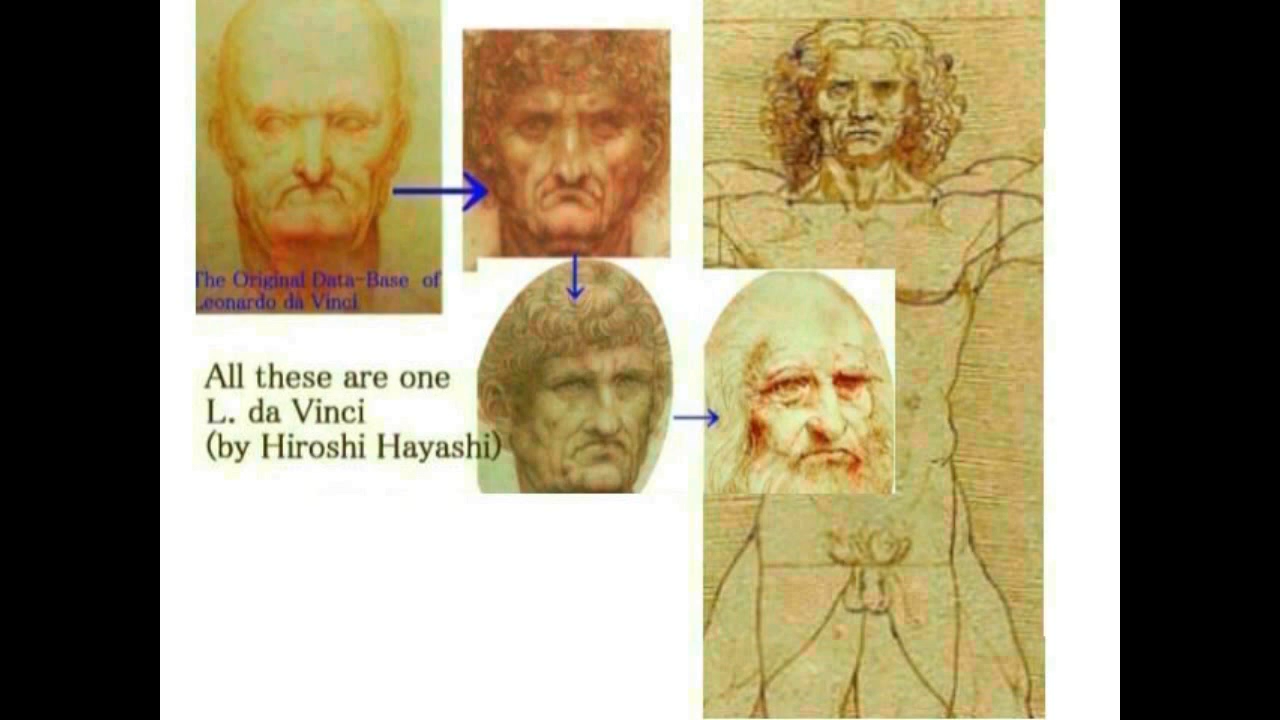 The Original Data-Base of
Leonardo da Vinci
All these are one
L. da Vinci
(by Hiroshi Hayashi)